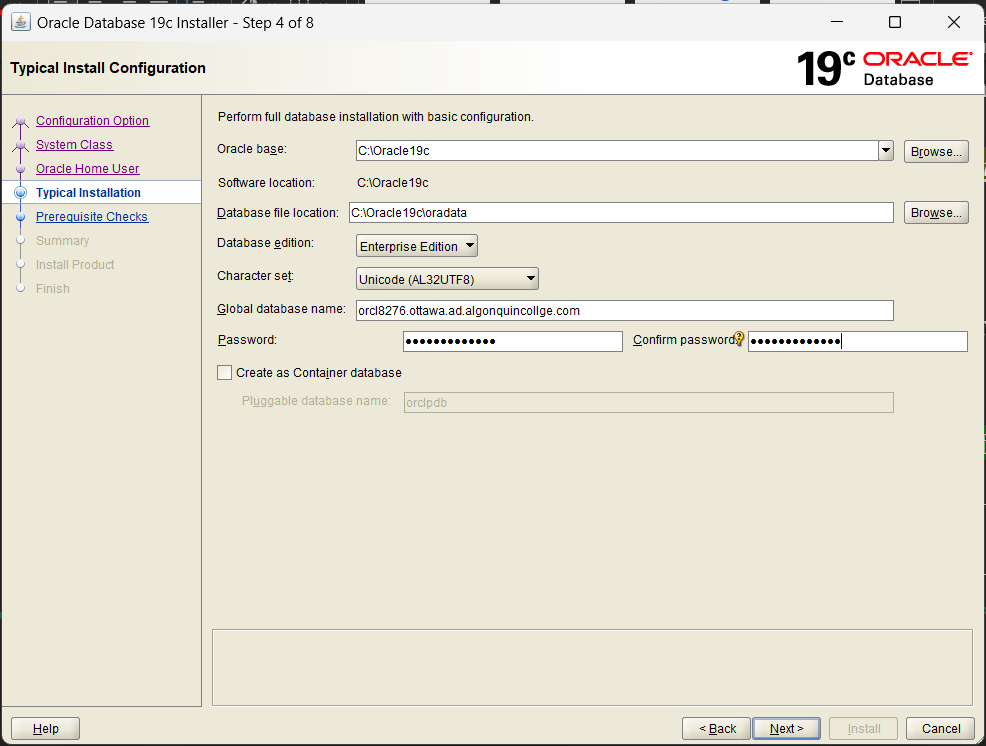 Oracle Database 19c Installer - Step 4 of 8
Typical Install Configuration
19c ORACLE
Database
Configuration Option
System Class
Oracle Home User
Typical Installation
Prerequisite Checks
Summary
Install Product
Finish
Perform full database installation with basic configuration.
Oracle base: C:\Oracle19c Browse...
Software location: C:\Oracle19c
Database file location: C:\Oracle19c\oradata Browse...
Database edition: Enterprise Edition
Character set: Unicode (AL32UTF8)
Global database name: orcl8276.ottawa.ad.algonquincollge.com
Password: ●●●●●●●●●●●●● Confirm password ●●●●●●●●●●●●●
Create as Container database
Pluggable database name: orclpdb
Help < Back Next > Install Cancel